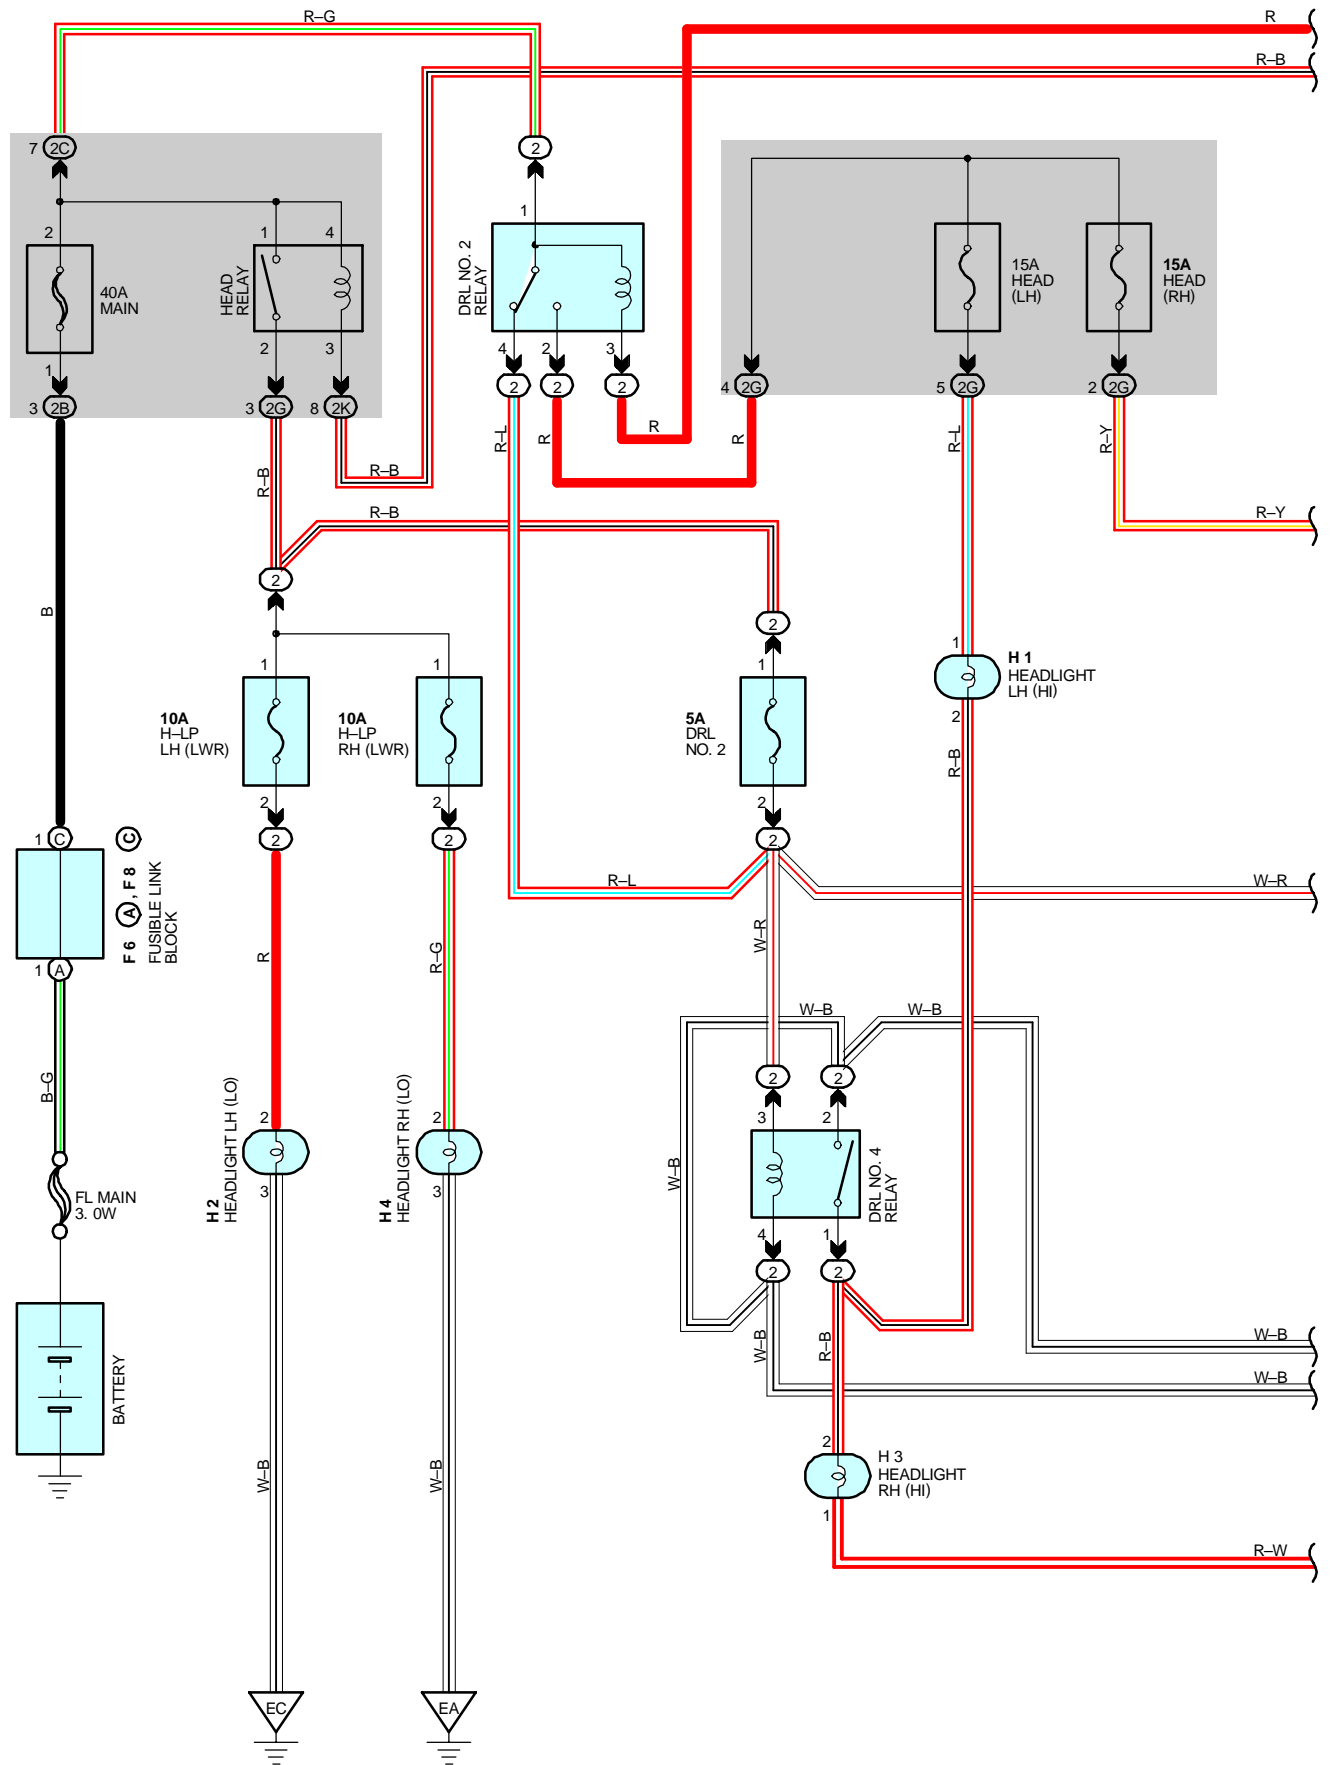 R–G
R
R–B
7 2C
2
2
1
4
1
40A
MAIN
HEAD
RELAY
DRL NO. 2
RELAY
15A
HEAD
(LH)
15A
HEAD
(RH)
1
2
3
4
2
3
3 2B
3 2G
8 2K
2
2
2
4 2G
5 2G
2 2G
R–B
R–B
R–L
R
R
R
R–L
R–Y
R–Y
R–B
2
B
2
1
1
1
1
H 1
HEADLIGHT
LH (HI)
10A
H–LP
LH (LWR)
10A
H–LP
RH (LWR)
5A
DRL
NO. 2
2
R–B
2
2
2
1 C
2
2
2
F 6 A , F 8 C
FUSIBLE LINK
BLOCK
R–L
W–R
R
R–G
W–R
1 A
W–B
W–B
B–G
2
2
2
2
3
2
H 2
HEADLIGHT LH (LO)
H 4
HEADLIGHT RH (LO)
W–B
DRL NO. 4
RELAY
3
3
FL MAIN
3. 0W
4
1
2
2
BATTERY
W–B
R–B
W–B
W–B
W–B
W–B
2
H 3
HEADLIGHT
RH (HI)
1
R–W
EC
EA